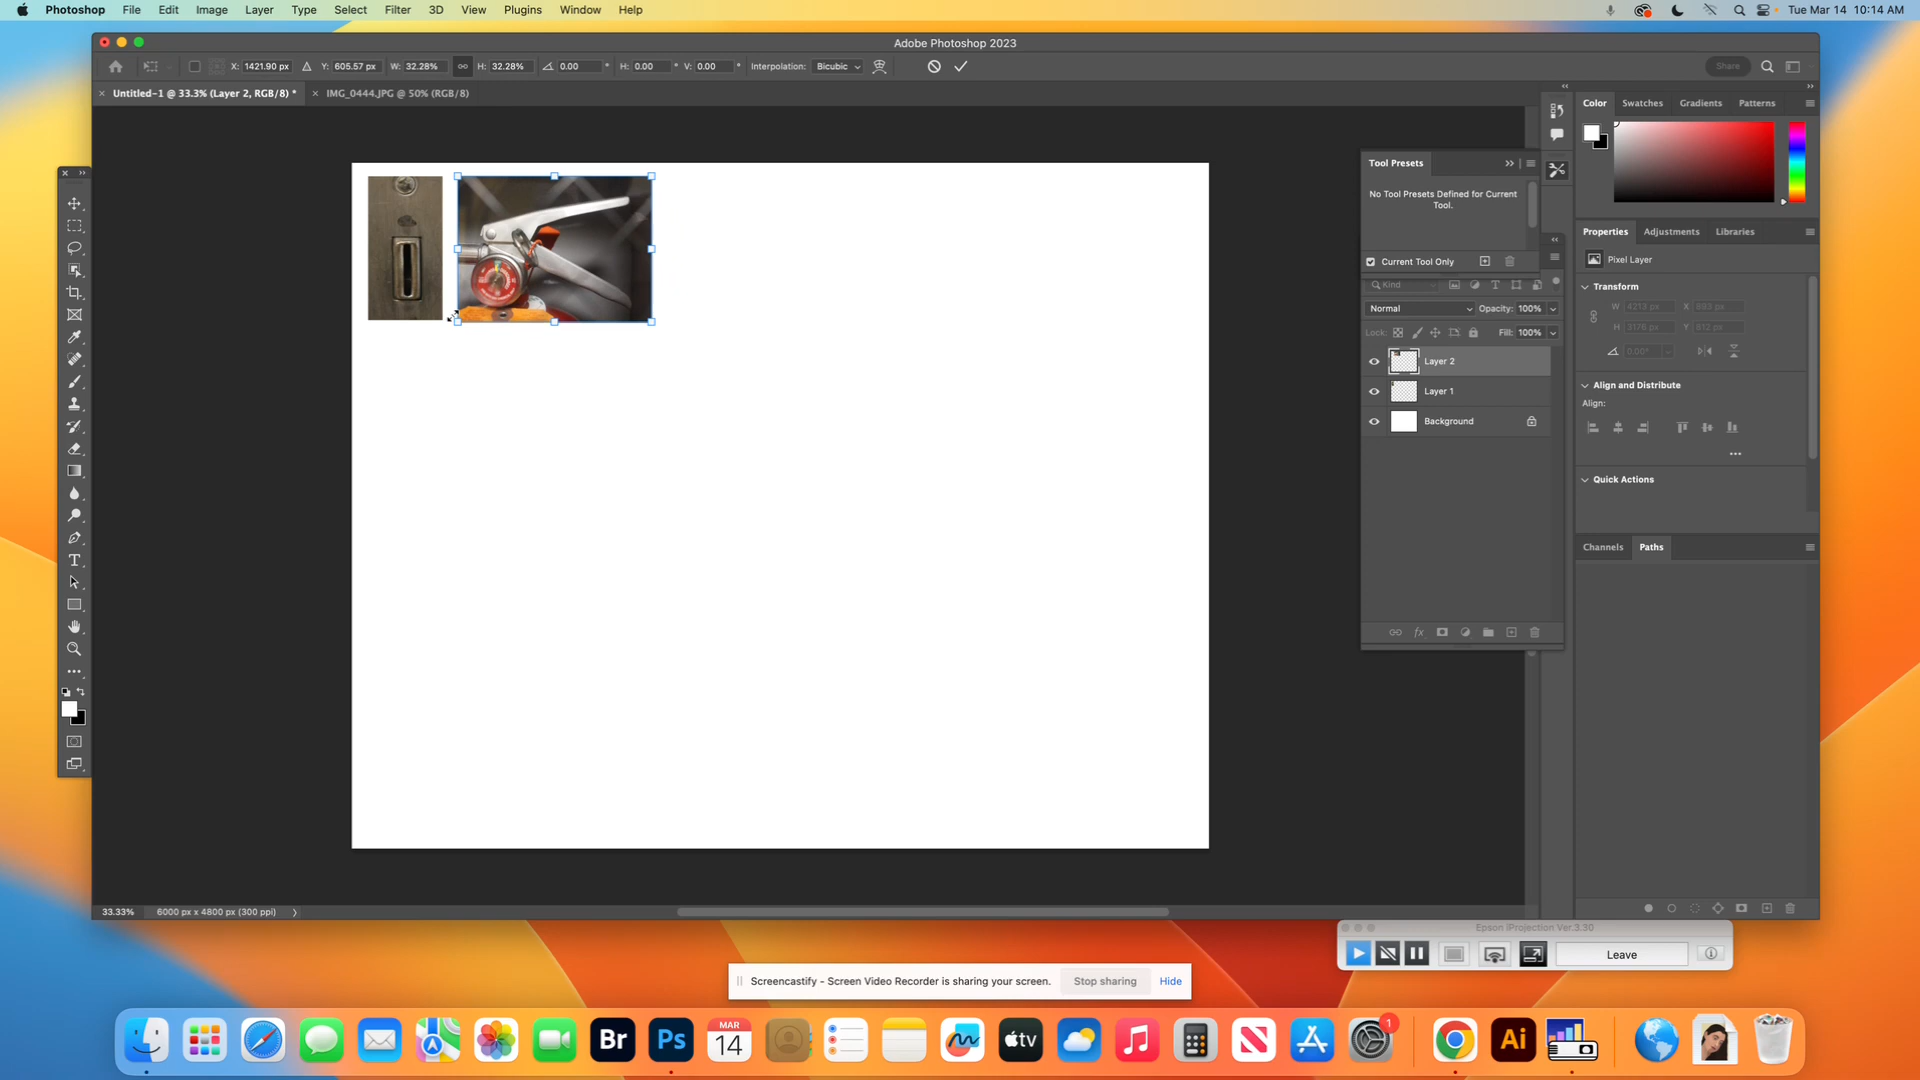 Photoshop File Edit Image Layer Type Select Filter 3D View Plugins Window Help Tue Mar 14 10:14 AM
Adobe Photoshop 2023
X: 1421.90 px Y: 605.57 px W: 32.28% H: 32.28% 0.00 ° H: 0.00 ° V: 0.00 ° Interpolation: Bicubic Share
Untitled-1 @ 33.3% (Layer 2, RGB/8) * IMG_0444.JPG @ 50% (RGB/8)
Color Swatches Gradients Patterns
Tool Presets
No Tool Presets Defined for Current
Tool.
Current Tool Only
Kind
Normal Opacity: 100%
Lock: Fill: 100%
Layer 2
Layer 1
Background
Properties Adjustments Libraries
Pixel Layer
Transform
W 4213 px X 893 px
H 3176 px Y 612 px
0.00°
Align and Distribute
Align:
Quick Actions
Channels Paths
33.33% 6000 px x 4800 px (300 ppi)
Epson iProjection Ver.3.30
Leave
Screencastify - Screen Video Recorder is sharing your screen. Stop sharing Hide
Br Ps MAR 14 tv 1 Ai